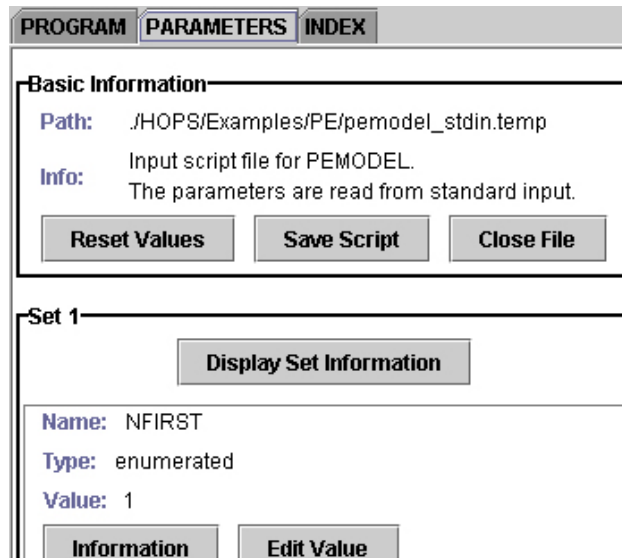 PROGRAM PARAMETERS INDEX
Basic Information
Path: ./HOPS/Examples/PE/pemodel_stdin.temp
Info: Input script file for PEMODEL.
The parameters are read from standard input.
Reset Values Save Script Close File
Set 1
Display Set Information
Name: NFIRST
Type: enumerated
Value: 1
Information Edit Value